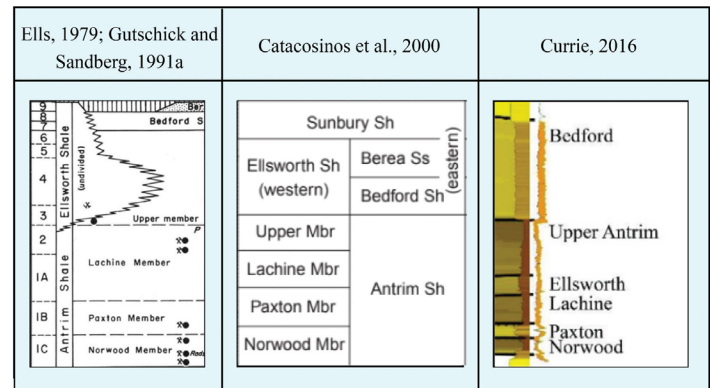 Ells, 1979; Gutschick and
Sandberg, 1991a
Catacosinos et al., 2000
Currie, 2016
9
8
7
6
5
4
3
2
IA
IB
IC
Ellsworth Shale
(undivided)
Antrim Shale
Ber
Bedford S
Upper member
P
Lachine Member
Paxton Member
Norwood Member
Sunbury Sh
Ellsworth Sh
(western)
Berea Ss
Bedford Sh
(eastern)
Upper Mbr
Lachine Mbr
Paxton Mbr
Norwood Mbr
Antrim Sh
Bedford
Upper Antrim
Ellsworth
Lachine
Paxton
Norwood